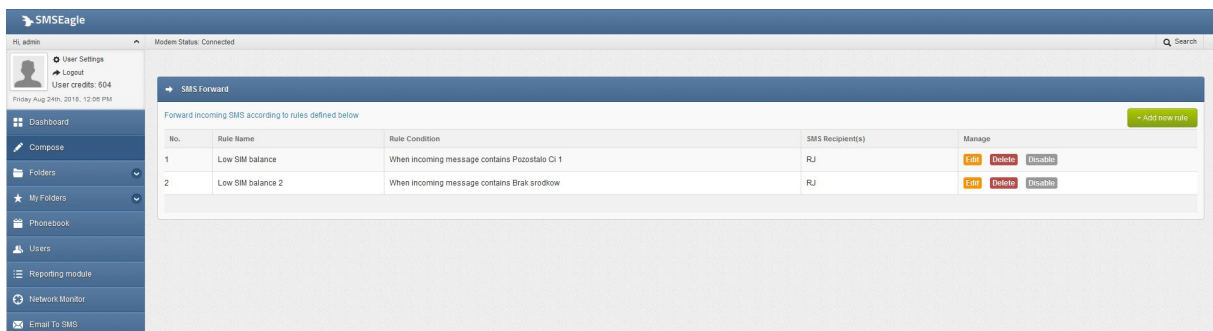 SMSEagle
Hi, admin
Modem Status: Connected
Search
User Settings
Logout
User credits: 604
Friday Aug 24th, 2018, 12:06 PM
SMS Forward
Forward incoming SMS according to rules defined below
+ Add new rule
No. Rule Name Rule Condition SMS Recipient(s) Manage
1 Low SIM balance When incoming message contains Pozostalo Ci 1 RJ Edit Delete Disable
2 Low SIM balance 2 When incoming message contains Brak srodkow RJ Edit Delete Disable
Dashboard
Compose
Folders
My Folders
Phonebook
Users
Reporting module
Network Monitor
Email To SMS